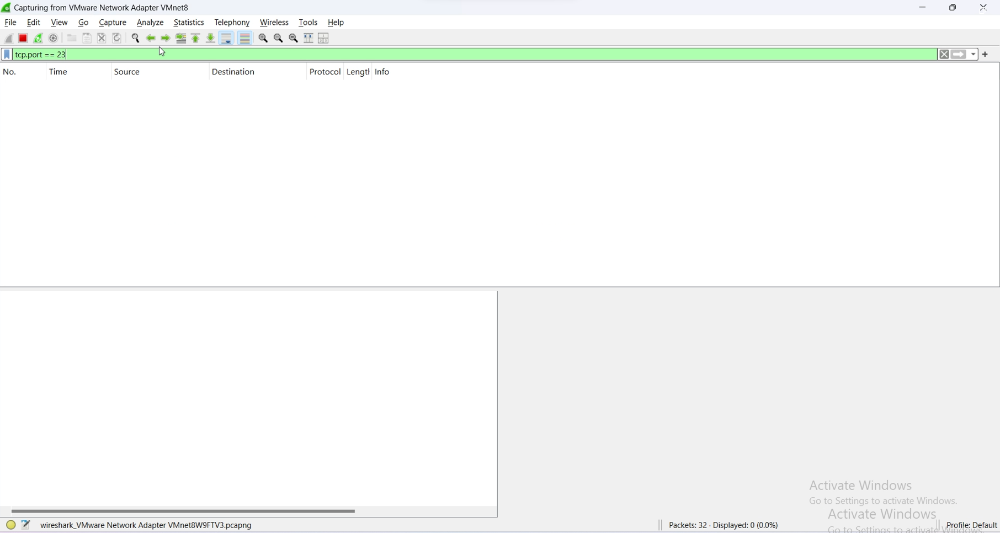 Capturing from VMware Network Adapter VMnet8
File Edit View Go Capture Analyze Statistics Telephony Wireless Tools Help
tcp.port == 23
No. Time Source Destination Protocol Lengtl Info
Activate Windows
Go to Settings to activate Windows.
Activate Windows
Go to Settings to activate Windows.
wireshark_VMware Network Adapter VMnet8W9FTV3.pcapng Packets: 32 · Displayed: 0 (0.0%) Profile: Default